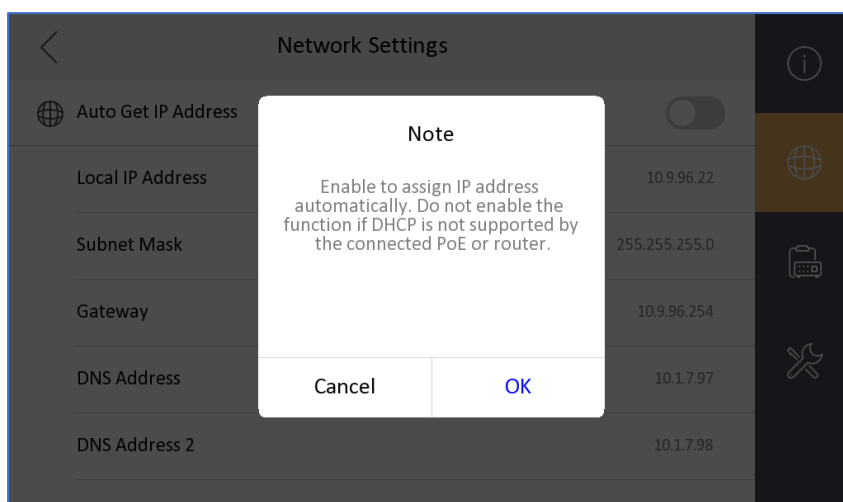 Network Settings
Auto Get IP Address
Note
Enable to assign IP address
automatically. Do not enable the
function if DHCP is not supported by
the connected PoE or router.
Cancel
OK
Local IP Address
10.9.96.22
Subnet Mask
255.255.255.0
Gateway
10.9.96.254
DNS Address
10.1.7.97
DNS Address 2
10.1.7.98